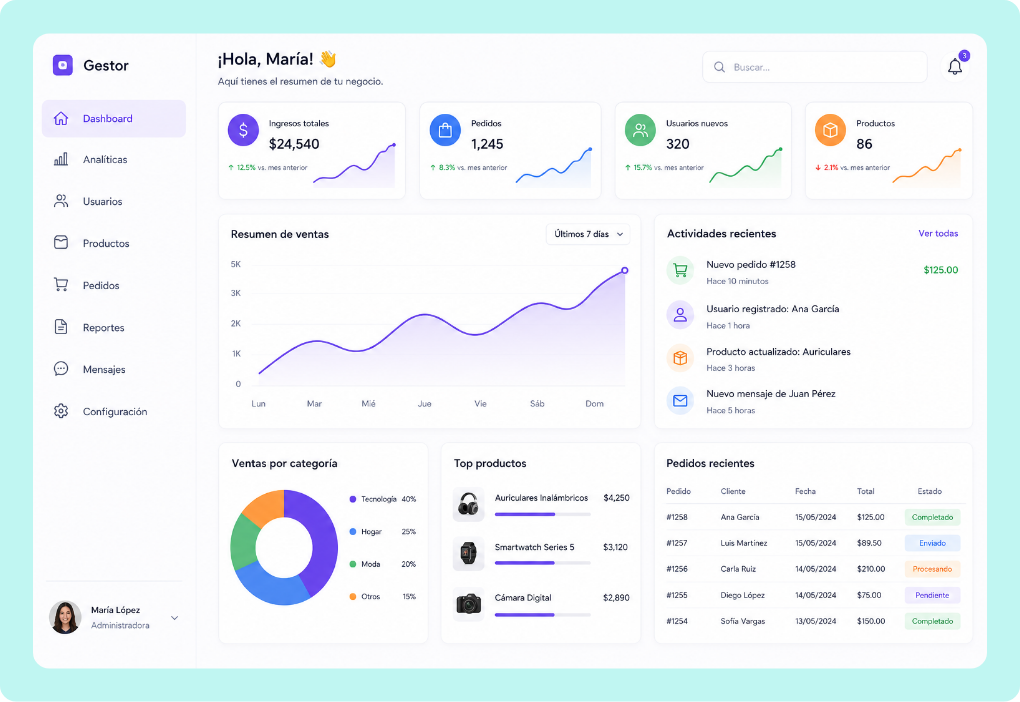 Gestor
Dashboard
Analíticas
Usuarios
Productos
Pedidos
Reportes
Mensajes
Configuración
María López
Administradora
¡Hola, María! 👋
Aquí tienes el resumen de tu negocio.
Buscar...
3
Ingresos totales
$24,540
↑ 12.5% vs. mes anterior
Pedidos
1,245
↑ 8.3% vs. mes anterior
Usuarios nuevos
320
↑ 15.7% vs. mes anterior
Productos
86
↓ 2.1% vs. mes anterior
Resumen de ventas
Últimos 7 días
5K
3K
2K
1K
0
Lun Mar Mié Jue Vie Sáb Dom
Actividades recientes
Ver todas
Nuevo pedido #1258
$125.00
Hace 10 minutos
Usuario registrado: Ana García
Hace 1 hora
Producto actualizado: Auriculares
Hace 3 horas
Nuevo mensaje de Juan Pérez
Hace 5 horas
Ventas por categoría
Tecnología 40%
Hogar 25%
Moda 20%
Otros 15%
Top productos
Auriculares Inalámbricos $4,250
Smartwatch Series 5 $3,120
Cámara Digital $2,890
Pedidos recientes
Pedido Cliente Fecha Total Estado
#1258 Ana García 15/05/2024 $125.00 Completado
#1257 Luis Martínez 15/05/2024 $89.50 Enviado
#1256 Carla Ruiz 14/05/2024 $210.00 Procesando
#1255 Diego López 14/05/2024 $75.00 Pendiente
#1254 Sofía Vargas 13/05/2024 $150.00 Completado